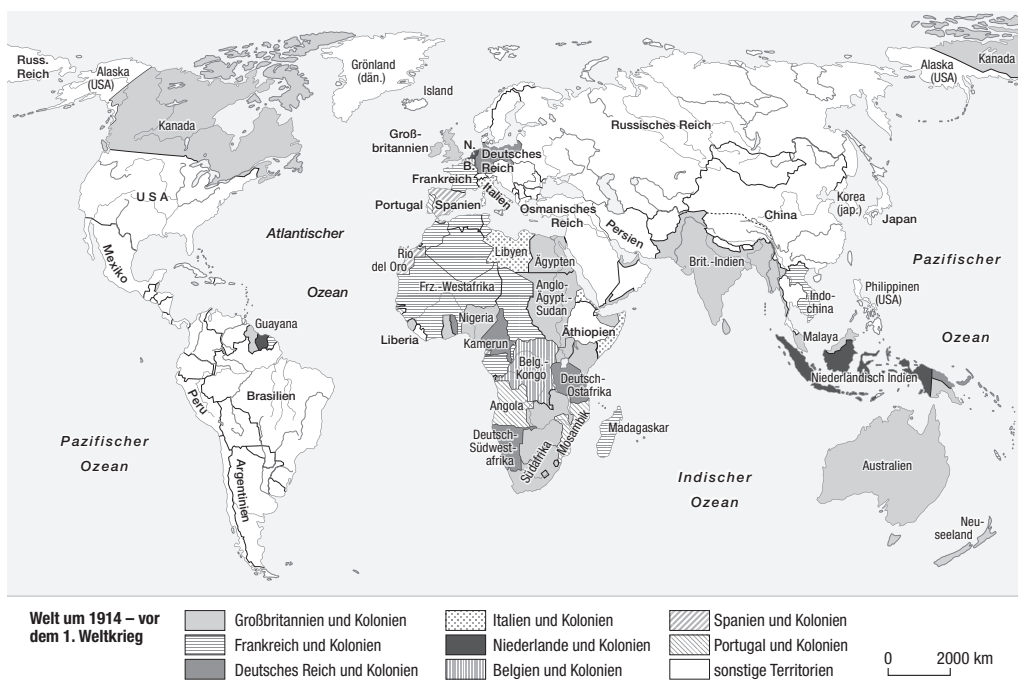 Russ.
Reich
Alaska
(USA)
Kanada
Grönland
(dän.)
Island
Alaska
(USA)
Kanada
Groß-
britannien
N.
B.
Deutsches
Reich
Russisches Reich
Frankreich
Italien
Portugal
Spanien
Osmanisches
Reich
Persien
China
Korea
(jap.)
Japan
USA
Mexiko
Atlantischer
Ozean
Rio
del Oro
Libyen
Ägypten
Brit.-Indien
Pazifischer
Ozean
Frz.-Westafrika
Anglo-
Ägypt.-
Sudan
Indo-
china
Philippinen
(USA)
Guayana
Nigeria
Liberia
Kamerun
Äthiopien
Malaya
Belg.-
Kongo
Deutsch-
Ostafrika
Niederländisch Indien
Peru
Brasilien
Angola
Mosambik
Madagaskar
Deutsch-
Südwest-
afrika
Südafrika
Argentinien
Pazifischer
Ozean
Indischer
Ozean
Australien
Neu-
seeland
Welt um 1914 – vor
dem 1. Weltkrieg
Großbritannien und Kolonien
Frankreich und Kolonien
Deutsches Reich und Kolonien
Italien und Kolonien
Niederlande und Kolonien
Belgien und Kolonien
Spanien und Kolonien
Portugal und Kolonien
sonstige Territorien
0 2000 km